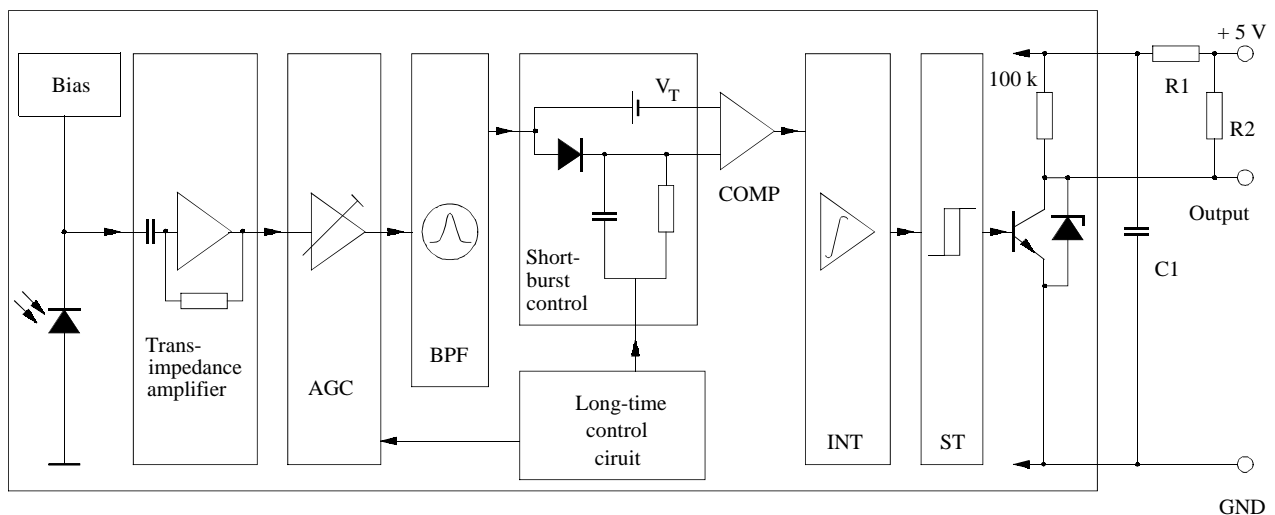 Bias
Trans-
impedance
amplifier
AGC
BPF
V_T
Short-
burst
control
COMP
Long-time
control
ciruit
INT
ST
100 k
+ 5 V
R1
R2
Output
C1
GND